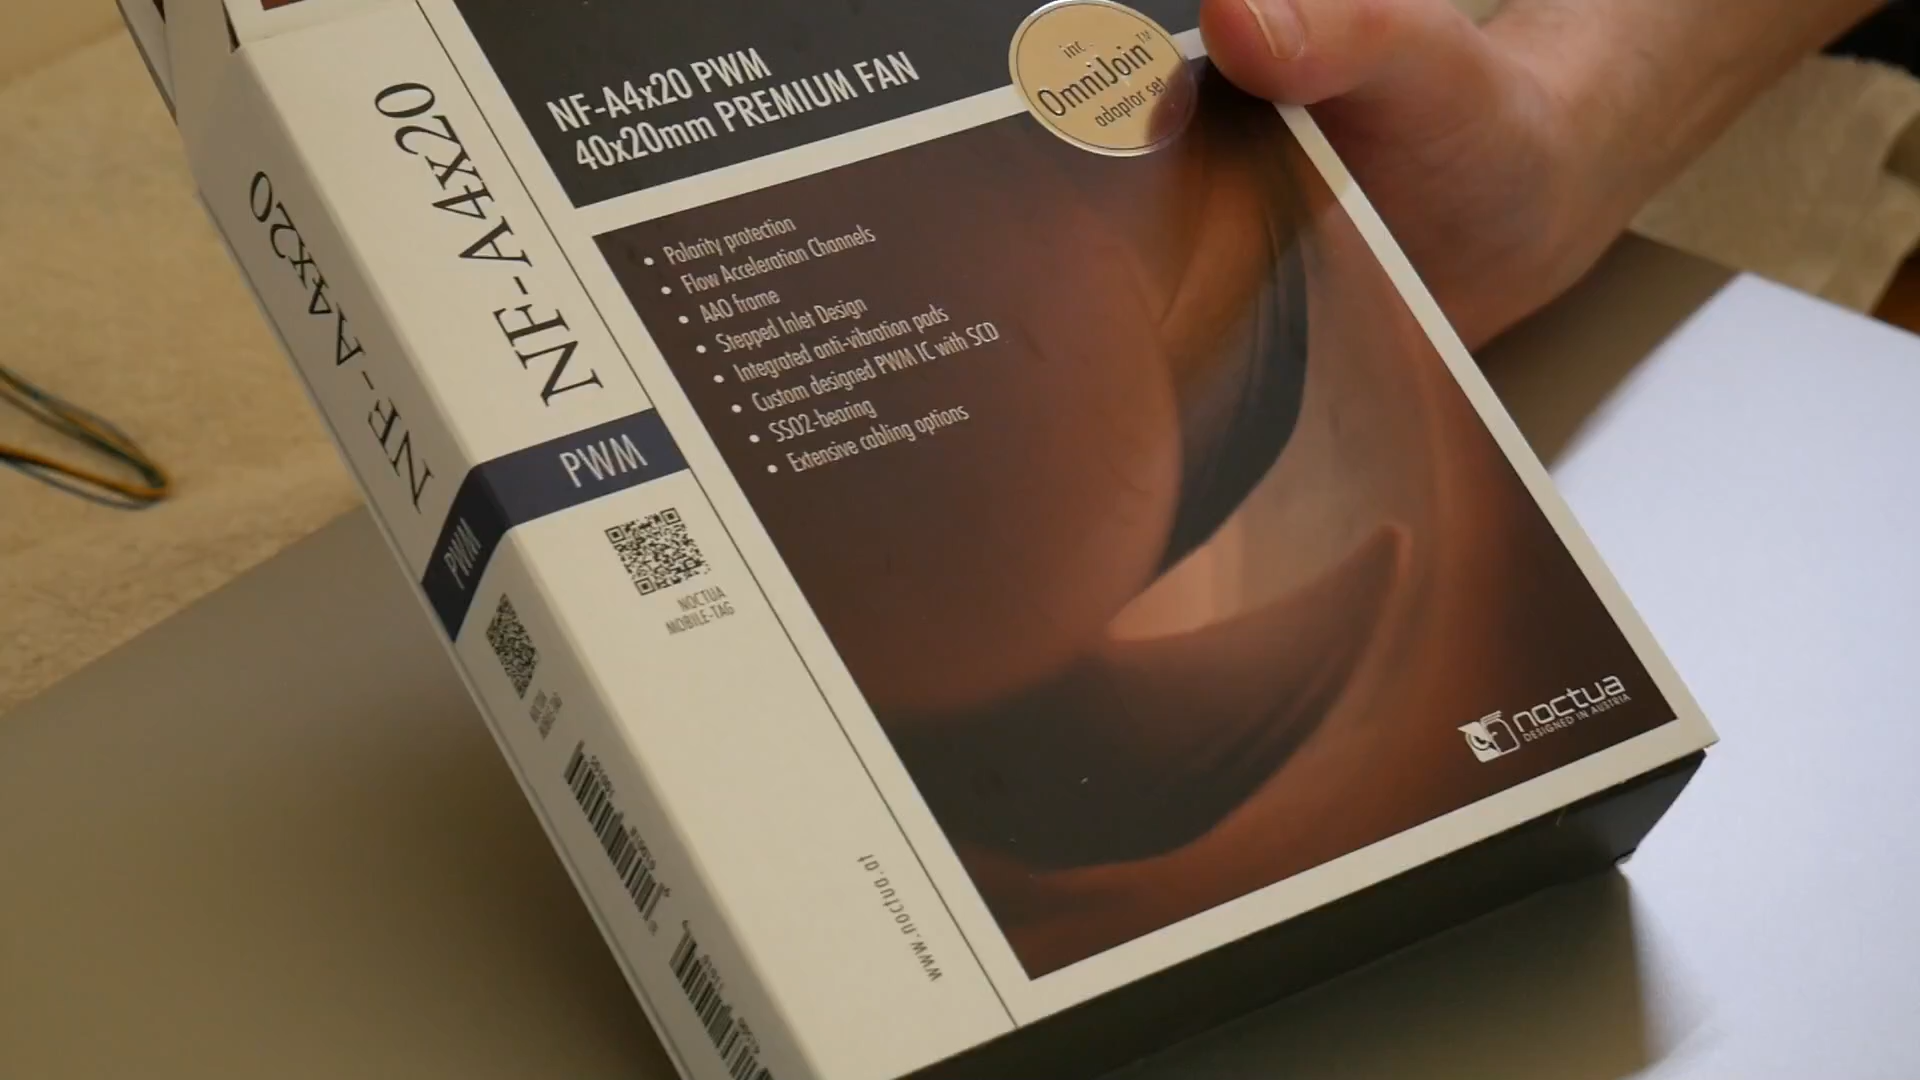 NF-A4x20 PWM
40x20mm PREMIUM FAN
inc.
OmniJoin™
adaptor set
• Polarity protection
• Flow Acceleration Channels
• AAO frame
• Stepped Inlet Design
• Integrated anti-vibration pads
• Custom designed PWM IC with SCD
• SSO2-bearing
• Extensive cabling options
noctua
DESIGNED IN AUSTRIA
NF-A4x20
PWM
NOCTUA
MOBILE-TAG
www.noctua.at
NF-A4x20
PWM